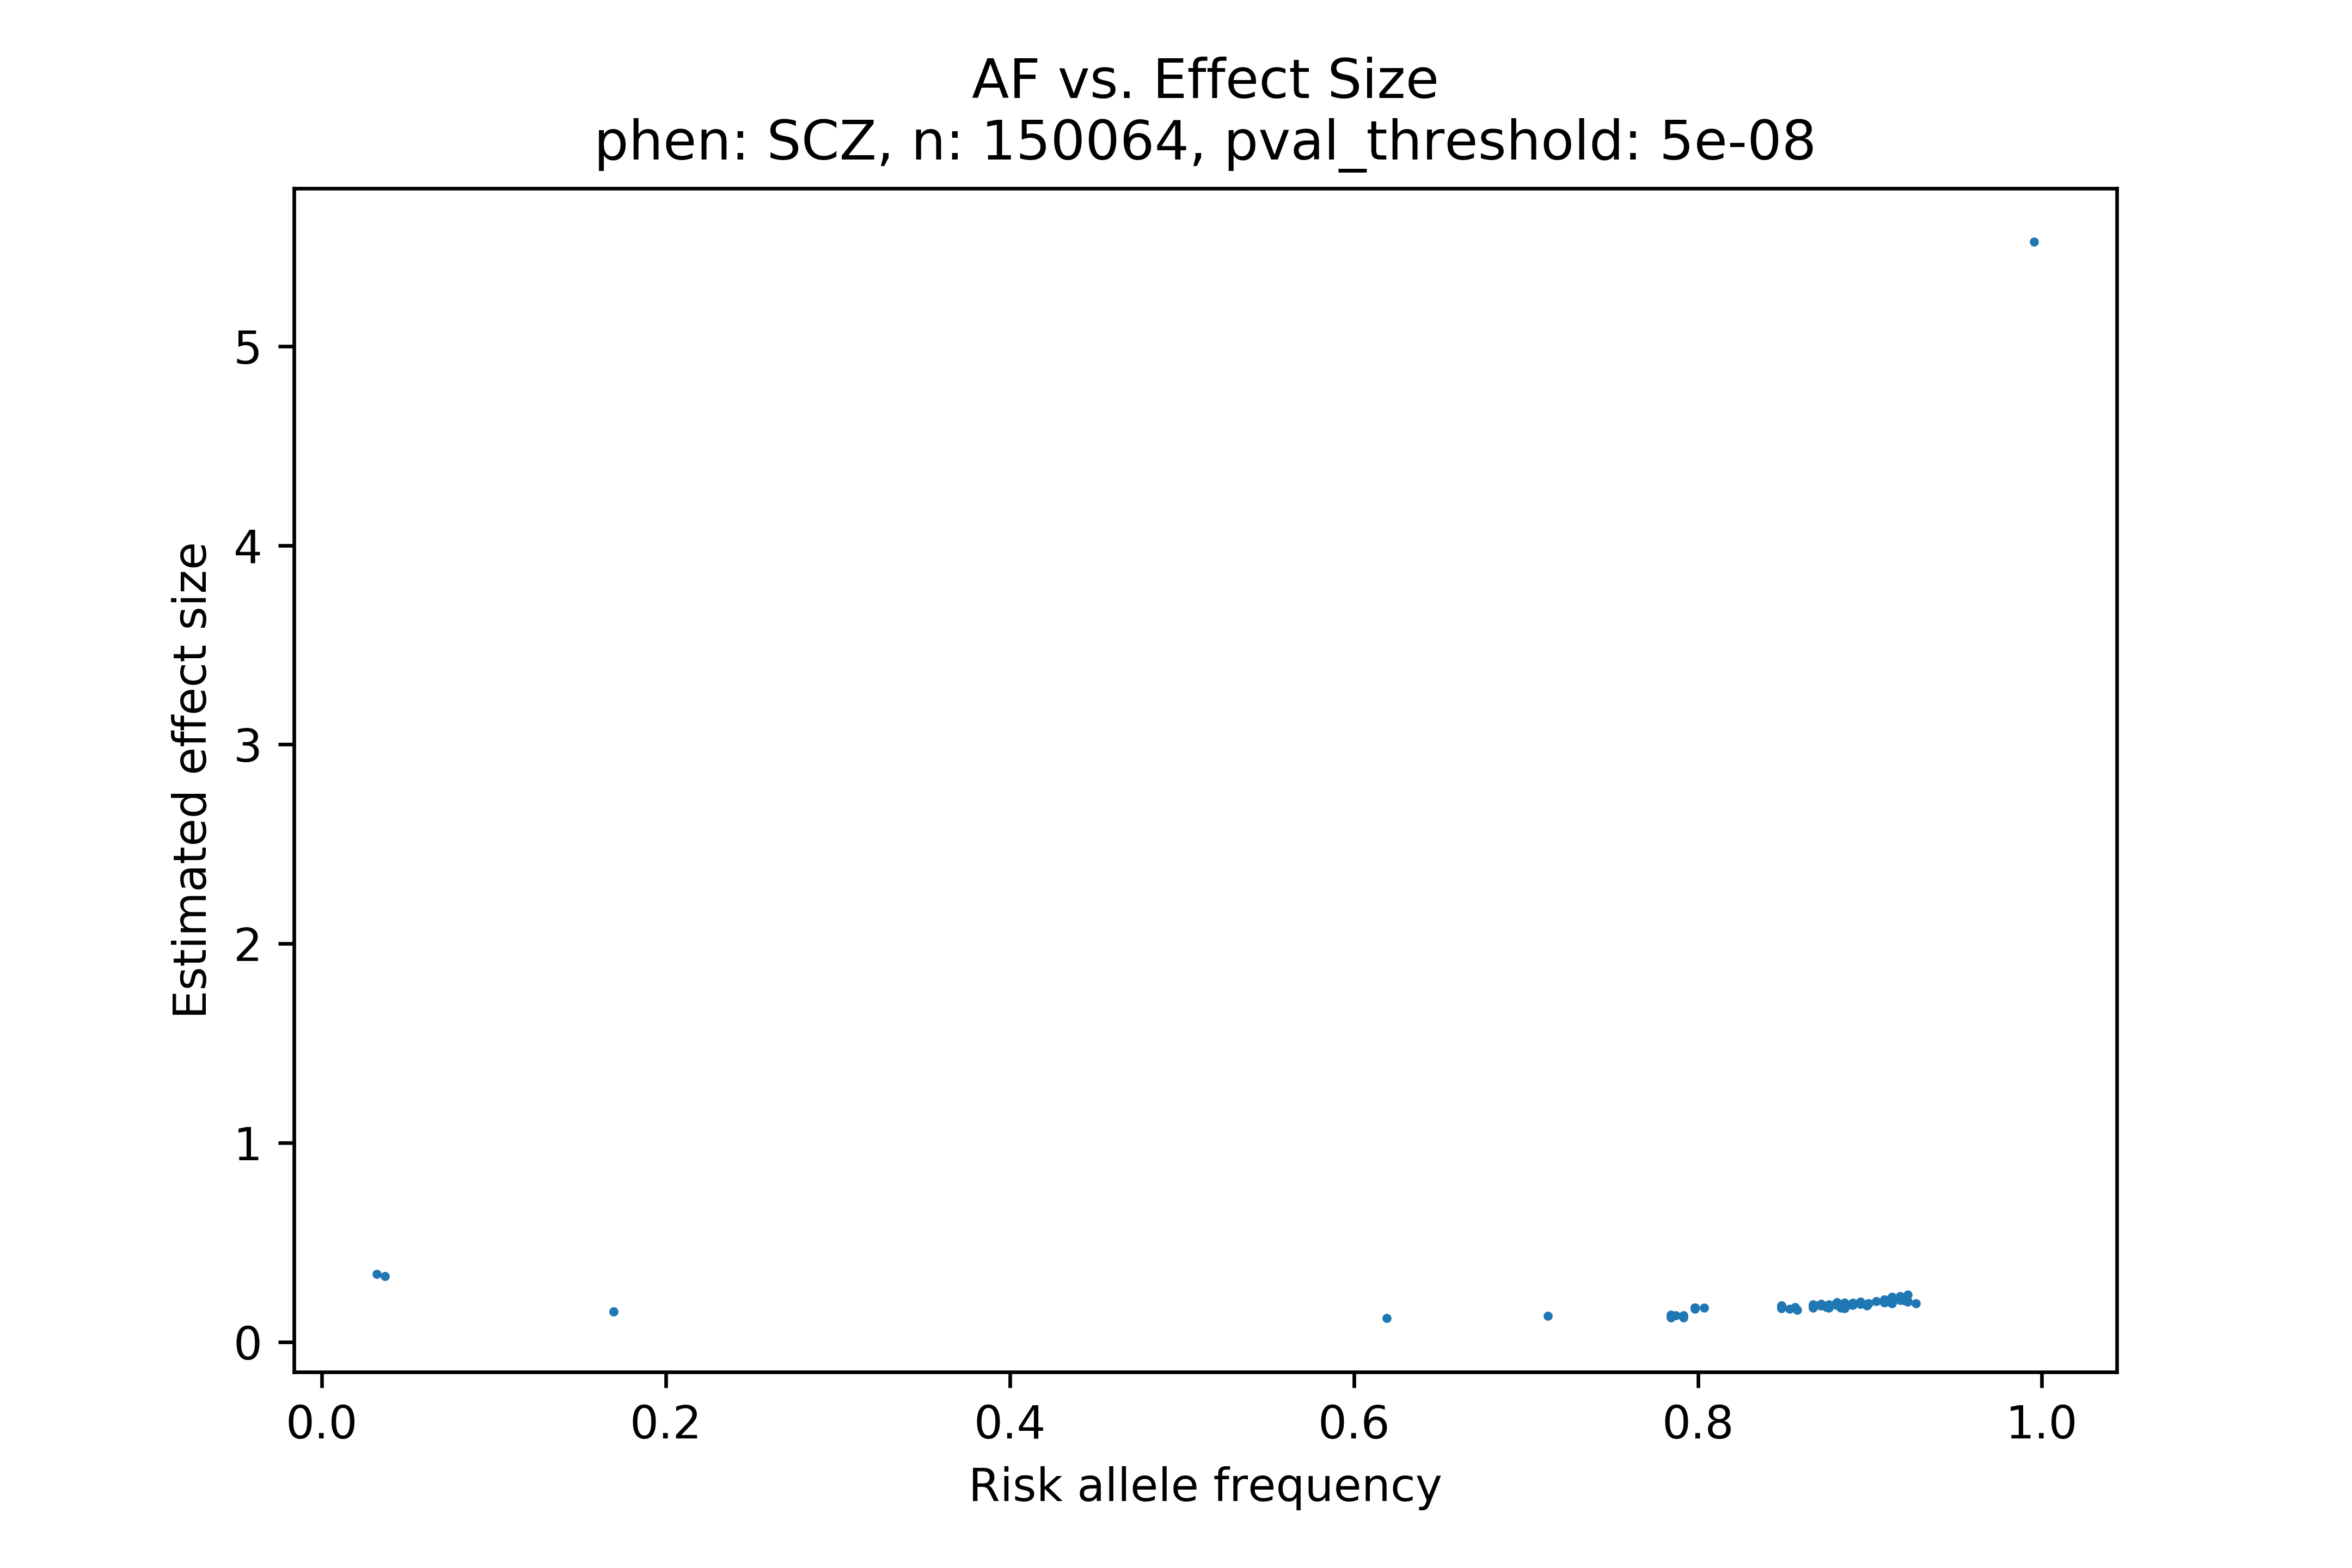 AF vs. Effect Size
phen: SCZ, n: 150064, pval_threshold: 5e-08
Estimated effect size
5
4
3
2
1
0
0.0 0.2 0.4 0.6 0.8 1.0
Risk allele frequency